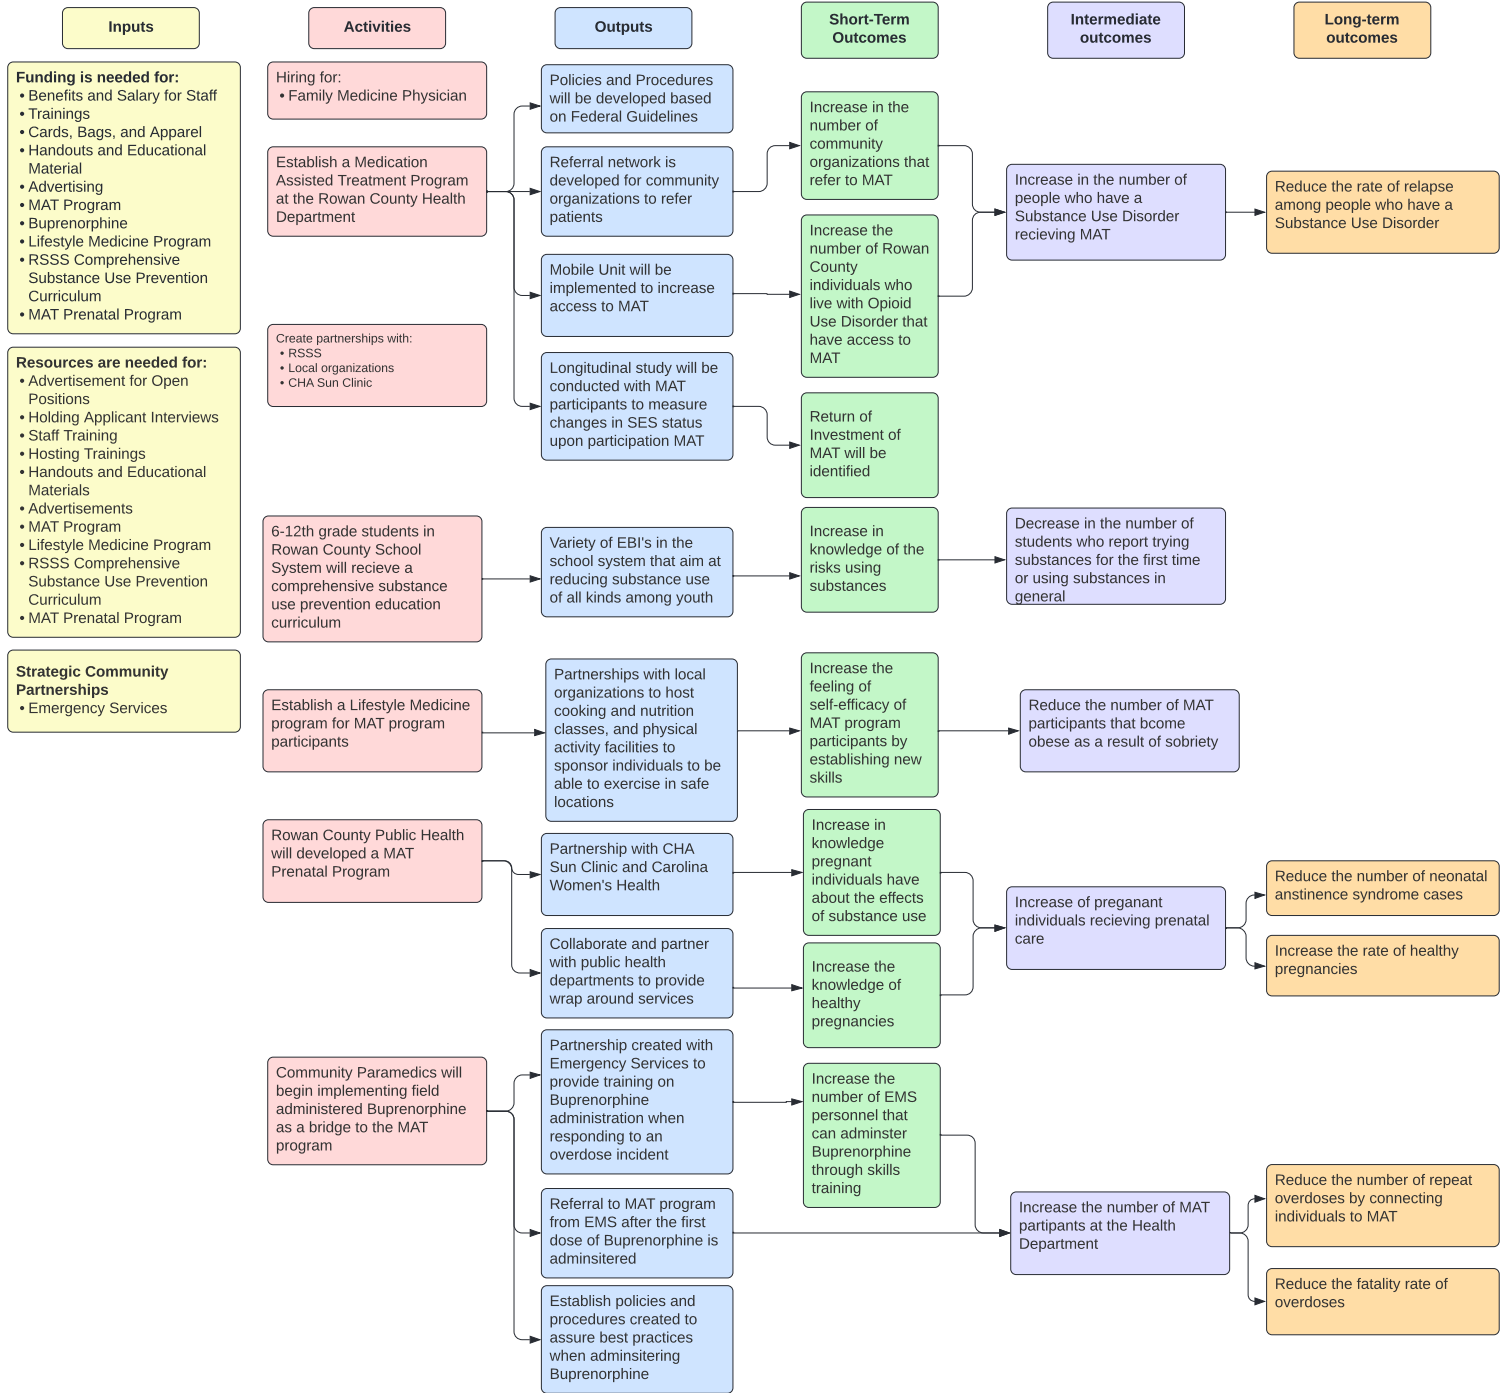 Inputs
Activities
Outputs
Short-Term
Outcomes
Intermediate
outcomes
Long-term
outcomes
Funding is needed for:
• Benefits and Salary for Staff
• Trainings
• Cards, Bags, and Apparel
• Handouts and Educational
Material
• Advertising
• MAT Program
• Buprenorphine
• Lifestyle Medicine Program
• RSSS Comprehensive
Substance Use Prevention
Curriculum
• MAT Prenatal Program
Resources are needed for:
• Advertisement for Open
Positions
• Holding Applicant Interviews
• Staff Training
• Hosting Trainings
• Handouts and Educational
Materials
• Advertisements
• MAT Program
• Lifestyle Medicine Program
• RSSS Comprehensive
Substance Use Prevention
Curriculum
• MAT Prenatal Program
Strategic Community
Partnerships
• Emergency Services
Hiring for:
• Family Medicine Physician
Establish a Medication
Assisted Treatment Program
at the Rowan County Health
Department
Create partnerships with:
• RSSS
• Local organizations
• CHA Sun Clinic
6-12th grade students in
Rowan County School
System will recieve a
comprehensive substance
use prevention education
curriculum
Establish a Lifestyle Medicine
program for MAT program
participants
Rowan County Public Health
will developed a MAT
Prenatal Program
Community Paramedics will
begin implementing field
administered Buprenorphine
as a bridge to the MAT
program
Policies and Procedures
will be developed based
on Federal Guidelines
Referral network is
developed for community
organizations to refer
patients
Mobile Unit will be
implemented to increase
access to MAT
Longitudinal study will be
conducted with MAT
participants to measure
changes in SES status
upon participation MAT
Variety of EBI's in the
school system that aim at
reducing substance use
of all kinds among youth
Partnerships with local
organizations to host
cooking and nutrition
classes, and physical
activity facilities to
sponsor individuals to be
able to exercise in safe
locations
Partnership with CHA
Sun Clinic and Carolina
Women's Health
Collaborate and partner
with public health
departments to provide
wrap around services
Partnership created with
Emergency Services to
provide training on
Buprenorphine
administration when
responding to an
overdose incident
Referral to MAT program
from EMS after the first
dose of Buprenorphine is
adminsitered
Establish policies and
procedures created to
assure best practices
when adminsitering
Buprenorphine
Increase in the
number of
community
organizations that
refer to MAT
Increase the
number of Rowan
County
individuals who
live with Opioid
Use Disorder that
have access to
MAT
Return of
Investment of
MAT will be
identified
Increase in
knowledge of the
risks using
substances
Increase the
feeling of
self-efficacy of
MAT program
participants by
establishing new
skills
Increase in
knowledge
pregnant
individuals have
about the effects
of substance use
Increase the
knowledge of
healthy
pregnancies
Increase the
number of EMS
personnel that
can adminster
Buprenorphine
through skills
training
Increase in the number of
people who have a
Substance Use Disorder
recieving MAT
Decrease in the number of
students who report trying
substances for the first time
or using substances in
general
Reduce the number of MAT
participants that bcome
obese as a result of sobriety
Increase of preganant
individuals recieving prenatal
care
Increase the number of MAT
partipants at the Health
Department
Reduce the rate of relapse
among people who have a
Substance Use Disorder
Reduce the number of neonatal
anstinence syndrome cases
Increase the rate of healthy
pregnancies
Reduce the number of repeat
overdoses by connecting
individuals to MAT
Reduce the fatality rate of
overdoses